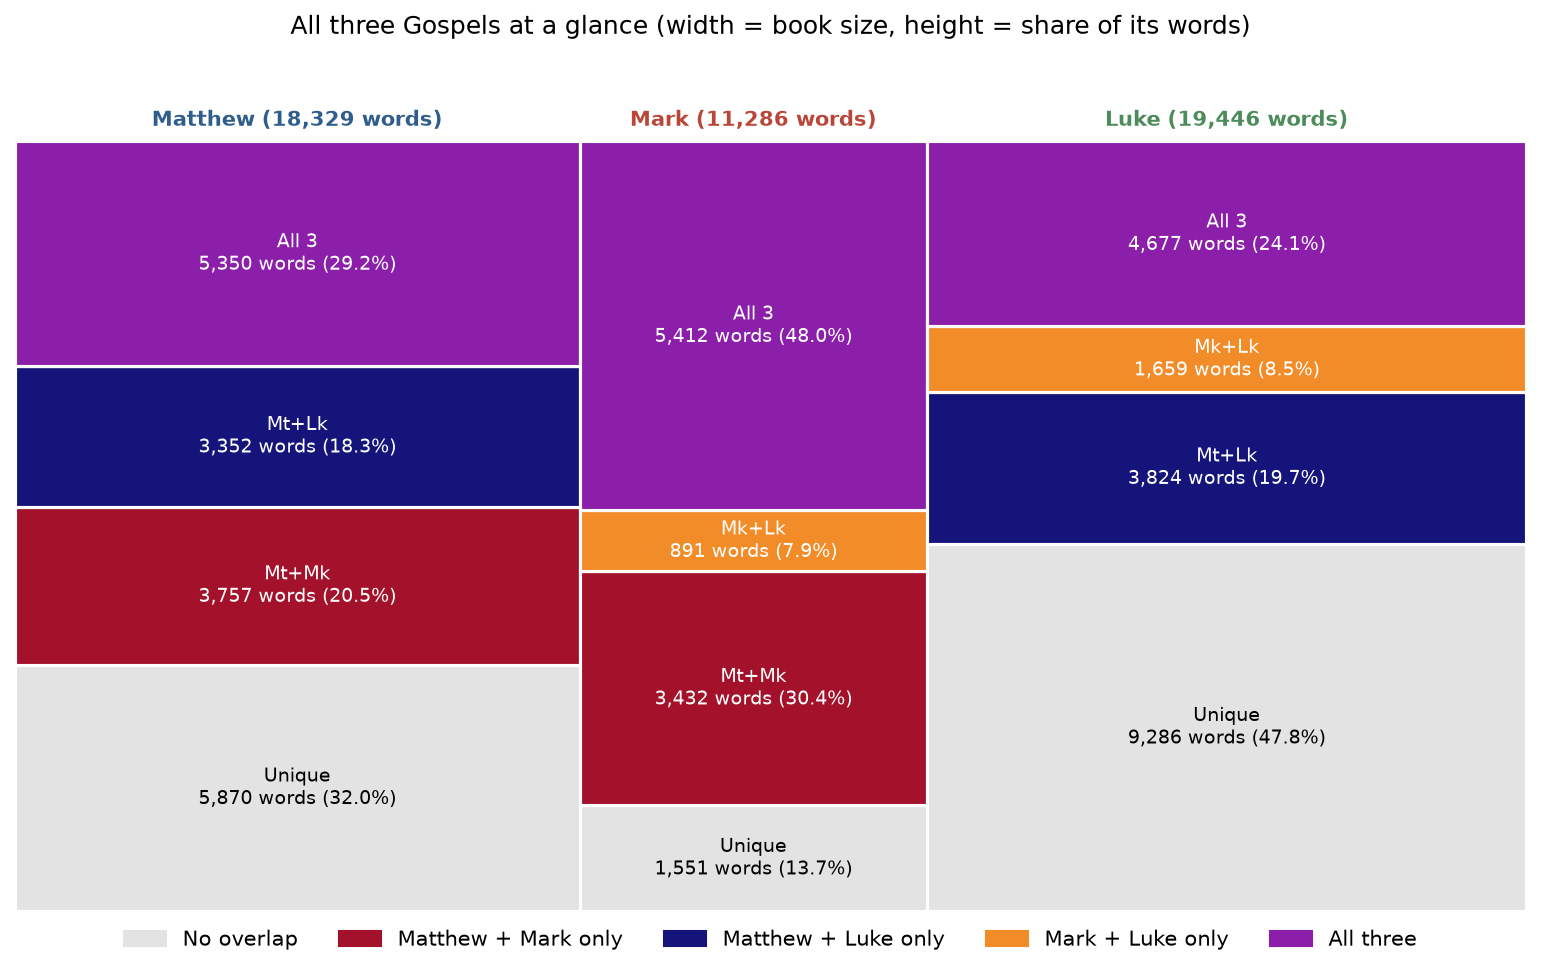 All three Gospels at a glance (width = book size, height = share of its words)
Matthew (18,329 words)
Mark (11,286 words)
Luke (19,446 words)
All 3
5,350 words (29.2%)
Mt+Lk
3,352 words (18.3%)
Mt+Mk
3,757 words (20.5%)
Unique
5,870 words (32.0%)
All 3
5,412 words (48.0%)
Mk+Lk
891 words (7.9%)
Mt+Mk
3,432 words (30.4%)
Unique
1,551 words (13.7%)
All 3
4,677 words (24.1%)
Mk+Lk
1,659 words (8.5%)
Mt+Lk
3,824 words (19.7%)
Unique
9,286 words (47.8%)
No overlap
Matthew + Mark only
Matthew + Luke only
Mark + Luke only
All three